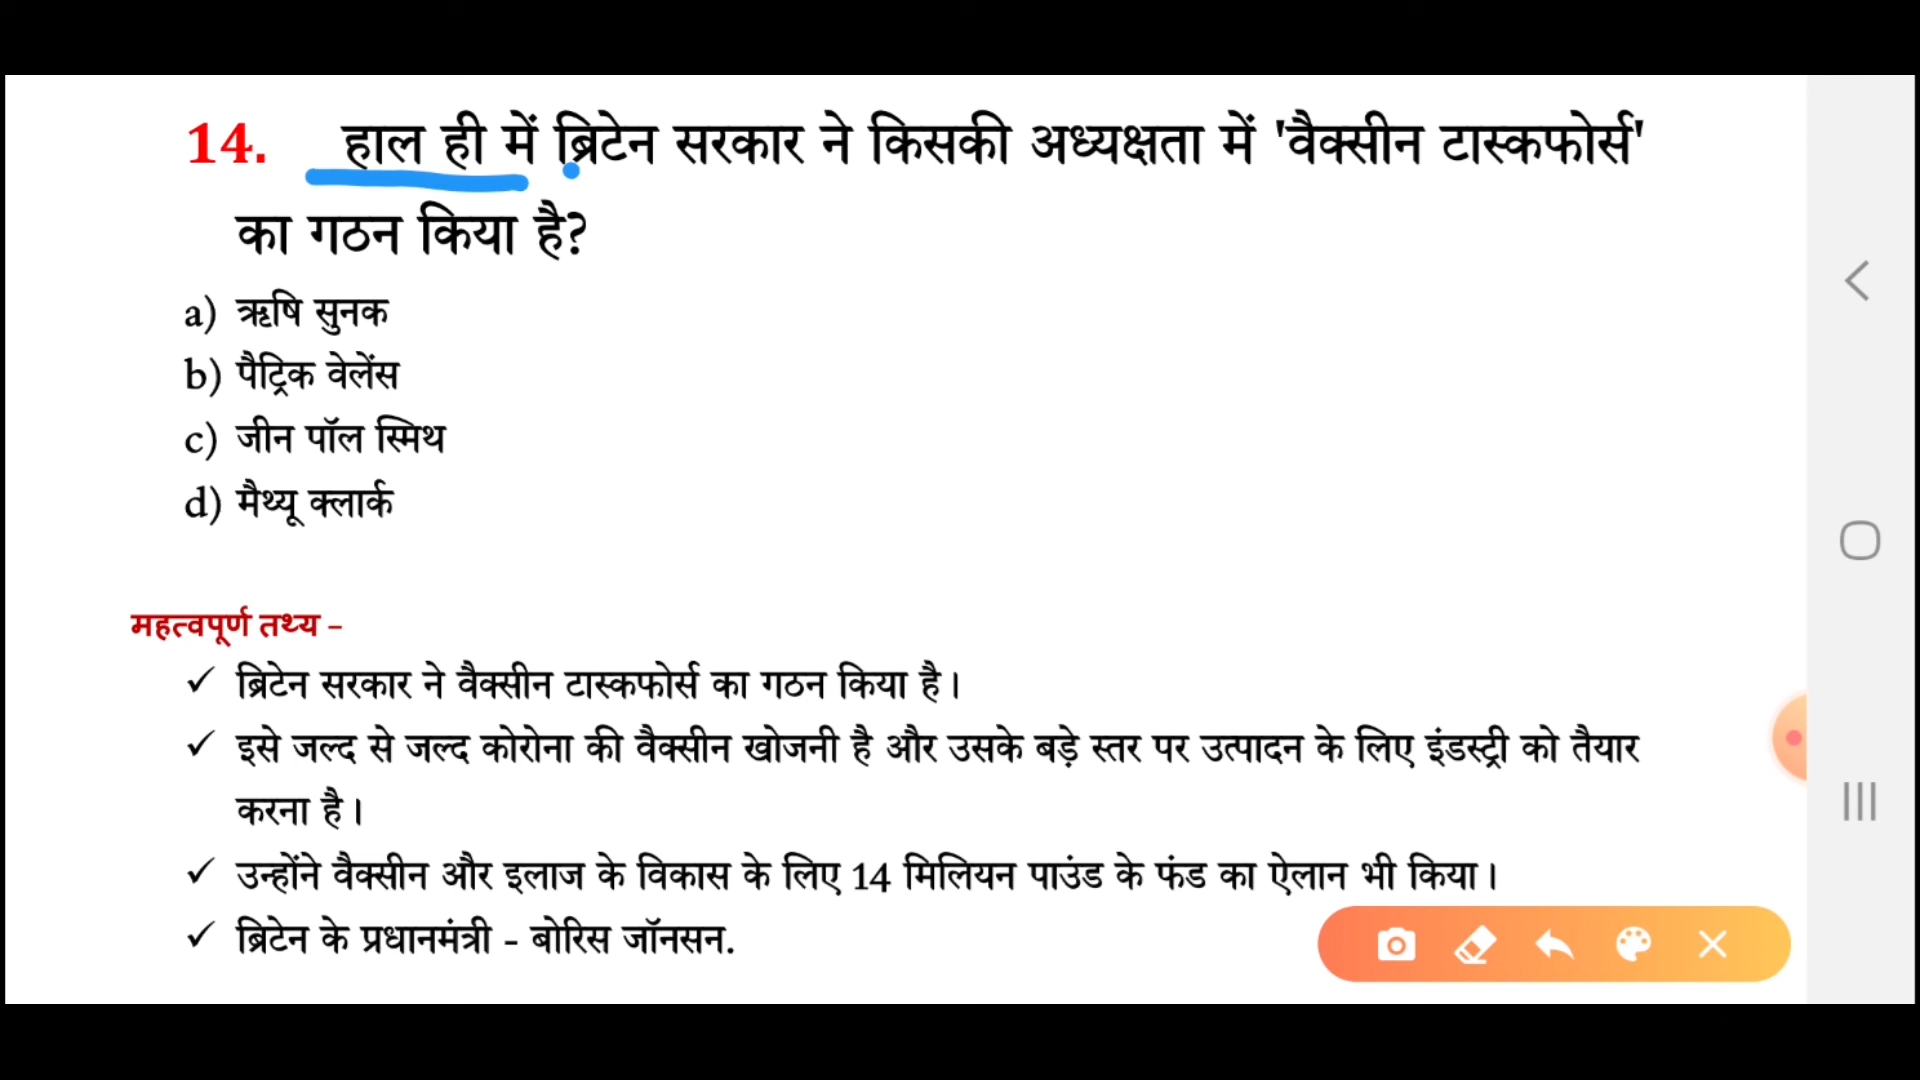 14. हाल ही में ब्रिटेन सरकार ने किसकी अध्यक्षता में 'वैक्सीन टास्कफोर्स'
का गठन किया है?
a) ऋषि सुनक
b) पैट्रिक वेलेंस
c) जीन पॉल स्मिथ
d) मैथ्यू क्लार्क
महत्वपूर्ण तथ्य –
✓ ब्रिटेन सरकार ने वैक्सीन टास्कफोर्स का गठन किया है।
✓ इसे जल्द से जल्द कोरोना की वैक्सीन खोजनी है और उसके बड़े स्तर पर उत्पादन के लिए इंडस्ट्री को तैयार
करना है।
✓ उन्होंने वैक्सीन और इलाज के विकास के लिए 14 मिलियन पाउंड के फंड का ऐलान भी किया।
✓ ब्रिटेन के प्रधानमंत्री - बोरिस जॉनसन.